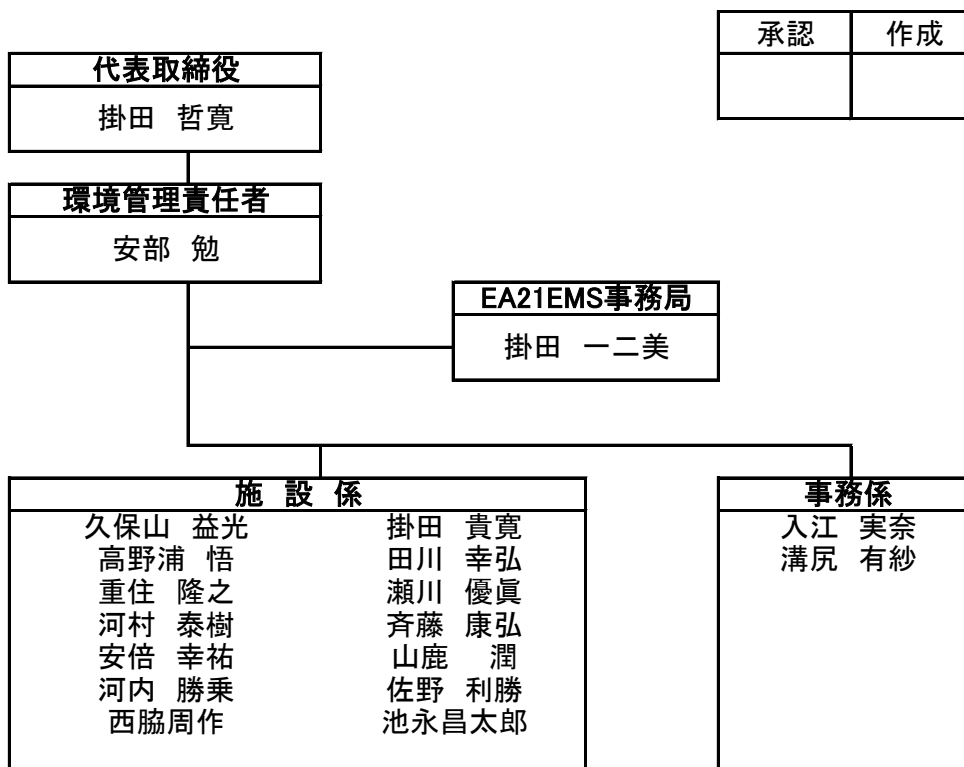 承認 作成
代表取締役
掛田 哲寛
環境管理責任者
安部 勉
EA21EMS事務局
掛田 一二美
施 設 係
久保山 益光 掛田 貴寛
高野浦 悟 田川 幸弘
重住 隆之 瀬川 優眞
河村 泰樹 斉藤 康弘
安倍 幸祐 山鹿 潤
河内 勝乗 佐野 利勝
西脇周作 池永昌太郎
事務係
入江 実奈
溝尻 有紗